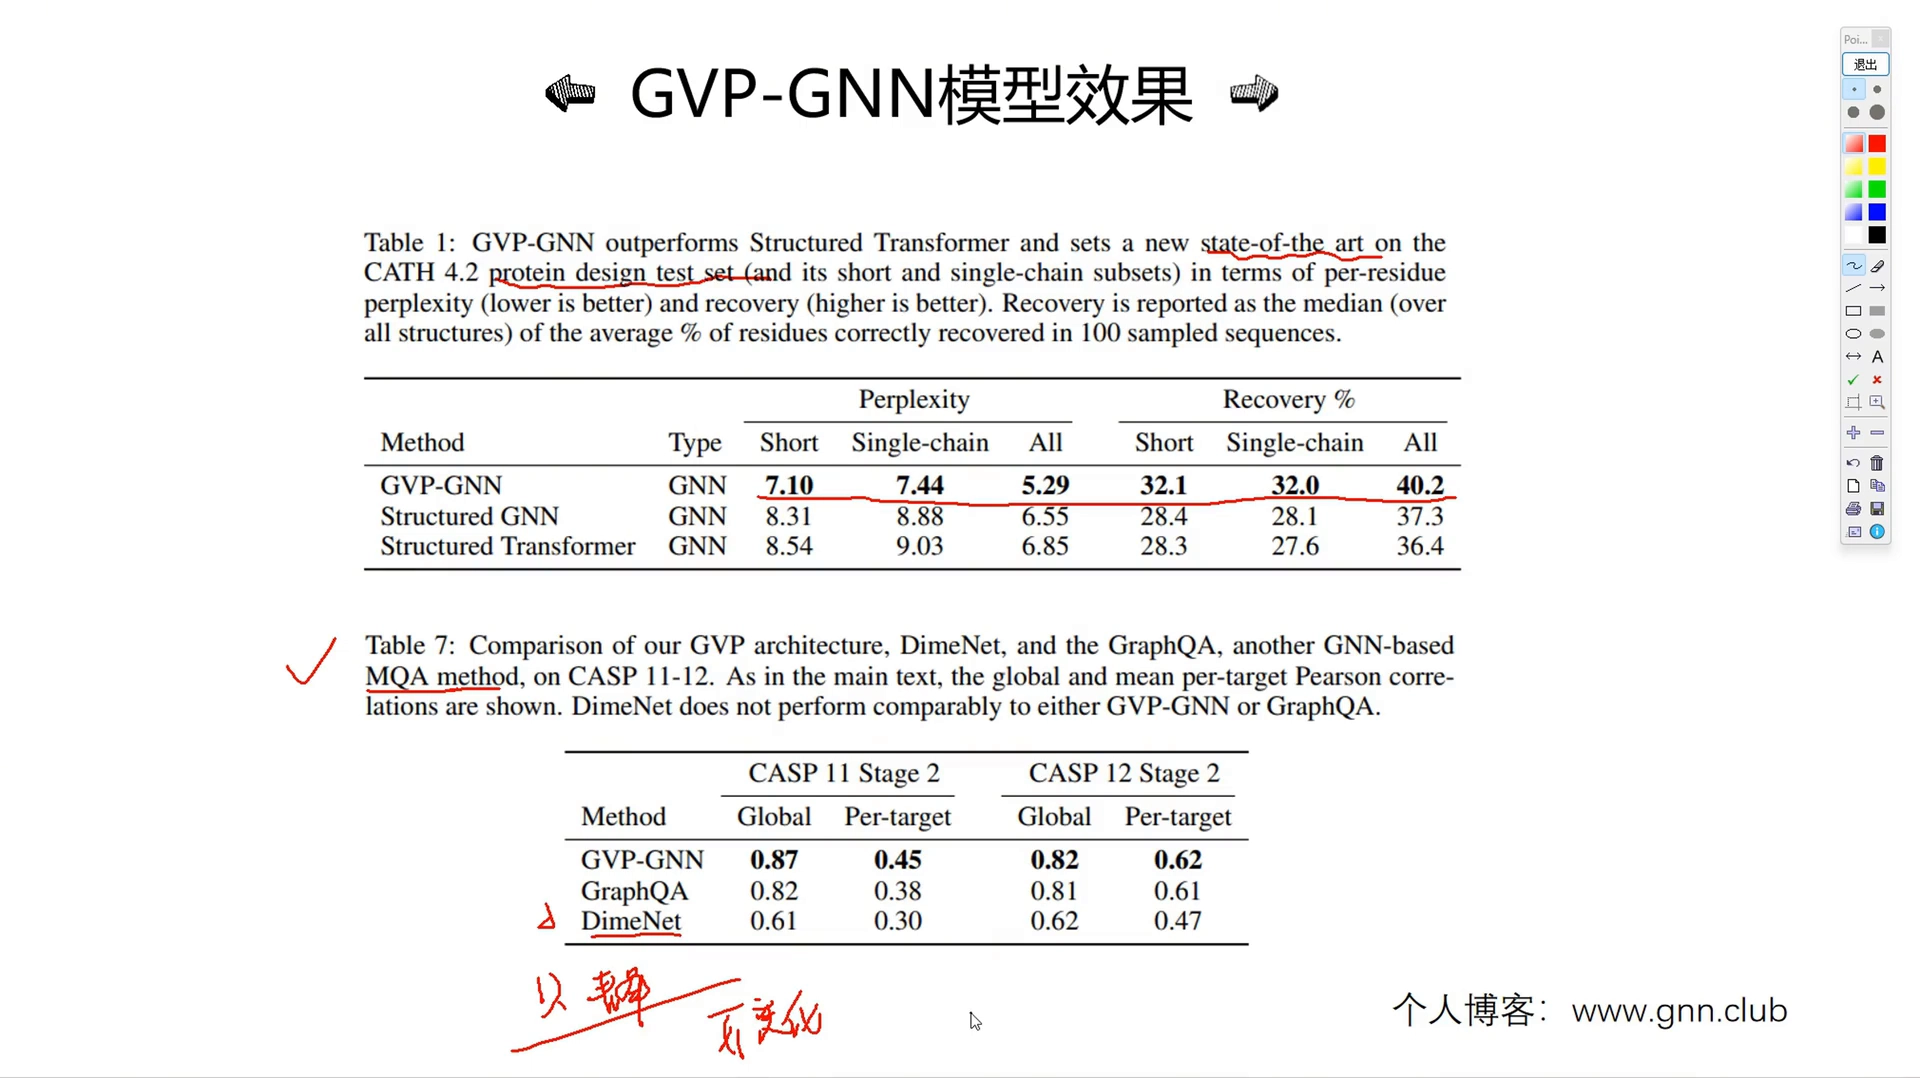 GVP-GNN模型效果
Poi...
退出
Table 1: GVP-GNN outperforms Structured Transformer and sets a new state-of-the art on the
CATH 4.2 protein design test set (and its short and single-chain subsets) in terms of per-residue
perplexity (lower is better) and recovery (higher is better). Recovery is reported as the median (over
all structures) of the average % of residues correctly recovered in 100 sampled sequences.
Perplexity Recovery %
Method Type Short Single-chain All Short Single-chain All
GVP-GNN GNN 7.10 7.44 5.29 32.1 32.0 40.2
Structured GNN GNN 8.31 8.88 6.55 28.4 28.1 37.3
Structured Transformer GNN 8.54 9.03 6.85 28.3 27.6 36.4
Table 7: Comparison of our GVP architecture, DimeNet, and the GraphQA, another GNN-based
MQA method, on CASP 11-12. As in the main text, the global and mean per-target Pearson corre-
lations are shown. DimeNet does not perform comparably to either GVP-GNN or GraphQA.
CASP 11 Stage 2 CASP 12 Stage 2
Method Global Per-target Global Per-target
GVP-GNN 0.87 0.45 0.82 0.62
GraphQA 0.82 0.38 0.81 0.61
DimeNet 0.61 0.30 0.62 0.47
只
不变化
个人博客：www.gnn.club